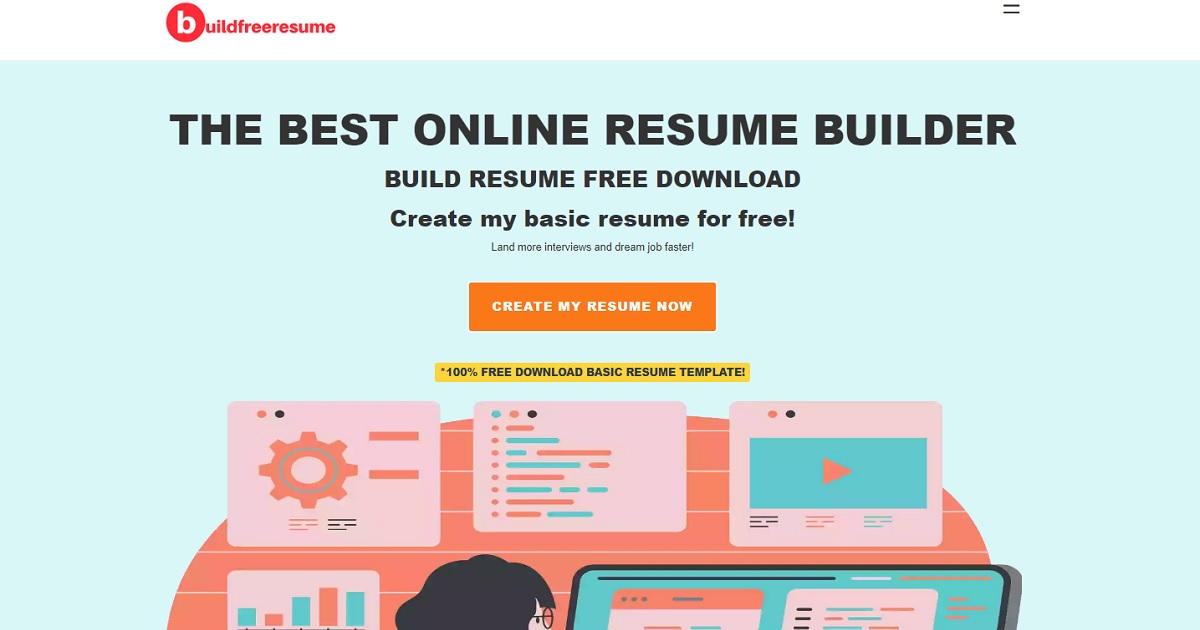 buildfreeresume
THE BEST ONLINE RESUME BUILDER
BUILD RESUME FREE DOWNLOAD
Create my basic resume for free!
Land more interviews and dream job faster!
CREATE MY RESUME NOW
*100% FREE DOWNLOAD BASIC RESUME TEMPLATE!